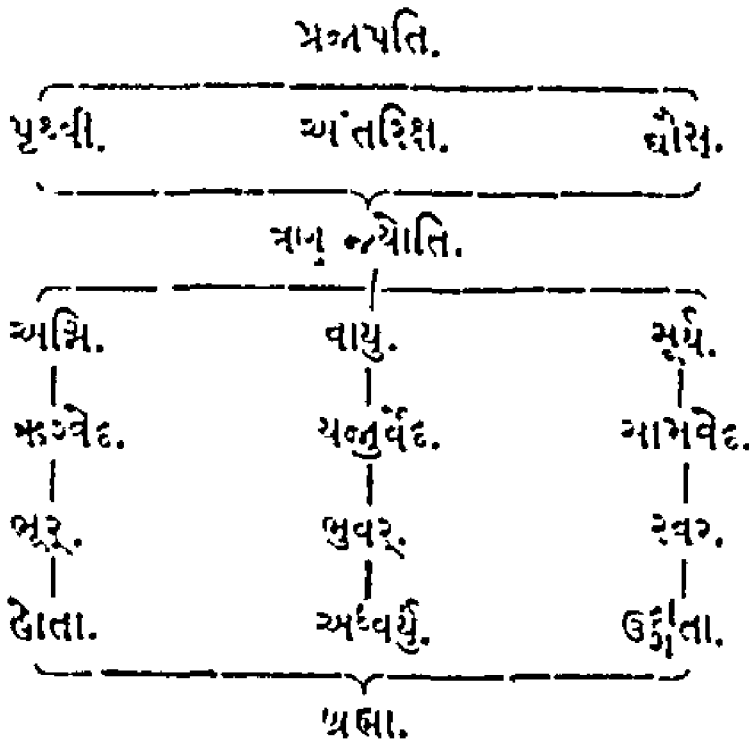 પ્રજાપતિ.
પૃથ્વી. અંતરિક્ષ. દ્યૌસ્.
ત્રણ જ્યોતિ.
અગ્નિ. વાયુ. સૂર્ય.
ઋગ્વેદ. યજુર્વેદ. સામવેદ.
ભૂર્. ભુવર્. સ્વર.
હોતા. અધ્વર્યુ. ઉદ્ગાતા.
બ્રહ્મા.